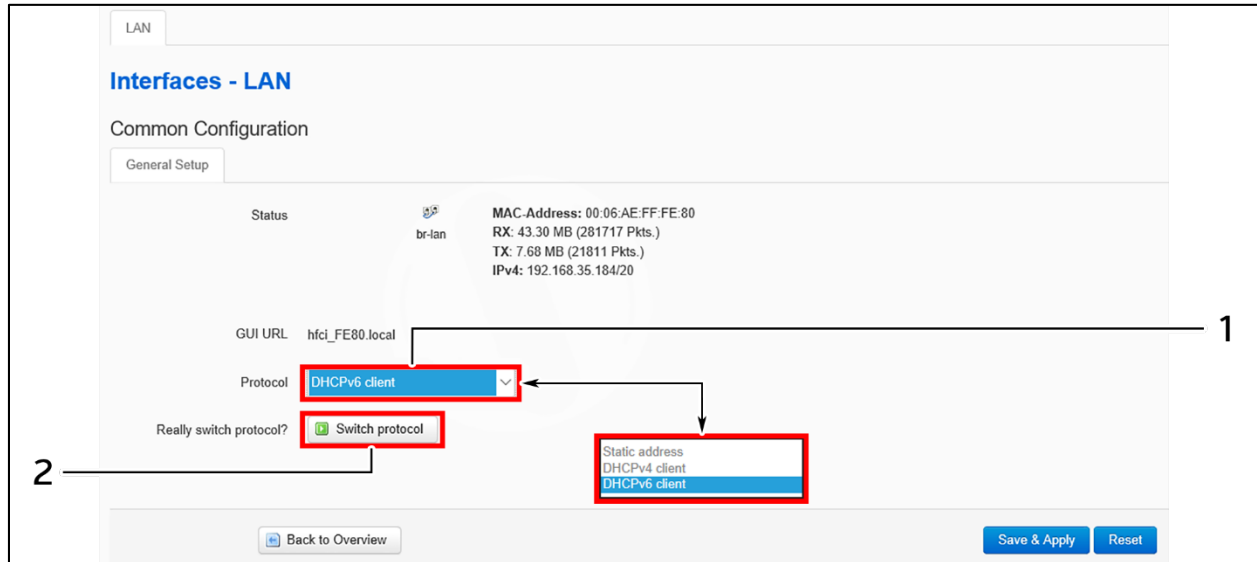 LAN
Interfaces - LAN
Common Configuration
General Setup
Status
br-lan
MAC-Address: 00:06:AE:FF:FE:80
RX: 43.30 MB (281717 Pkts.)
TX: 7.68 MB (21811 Pkts.)
IPv4: 192.168.35.184/20
GUI URL hfci_FE80.local
1
Protocol DHCPv6 client
Really switch protocol? Switch protocol
Static address
DHCPv4 client
DHCPv6 client
2
Back to Overview
Save & Apply Reset